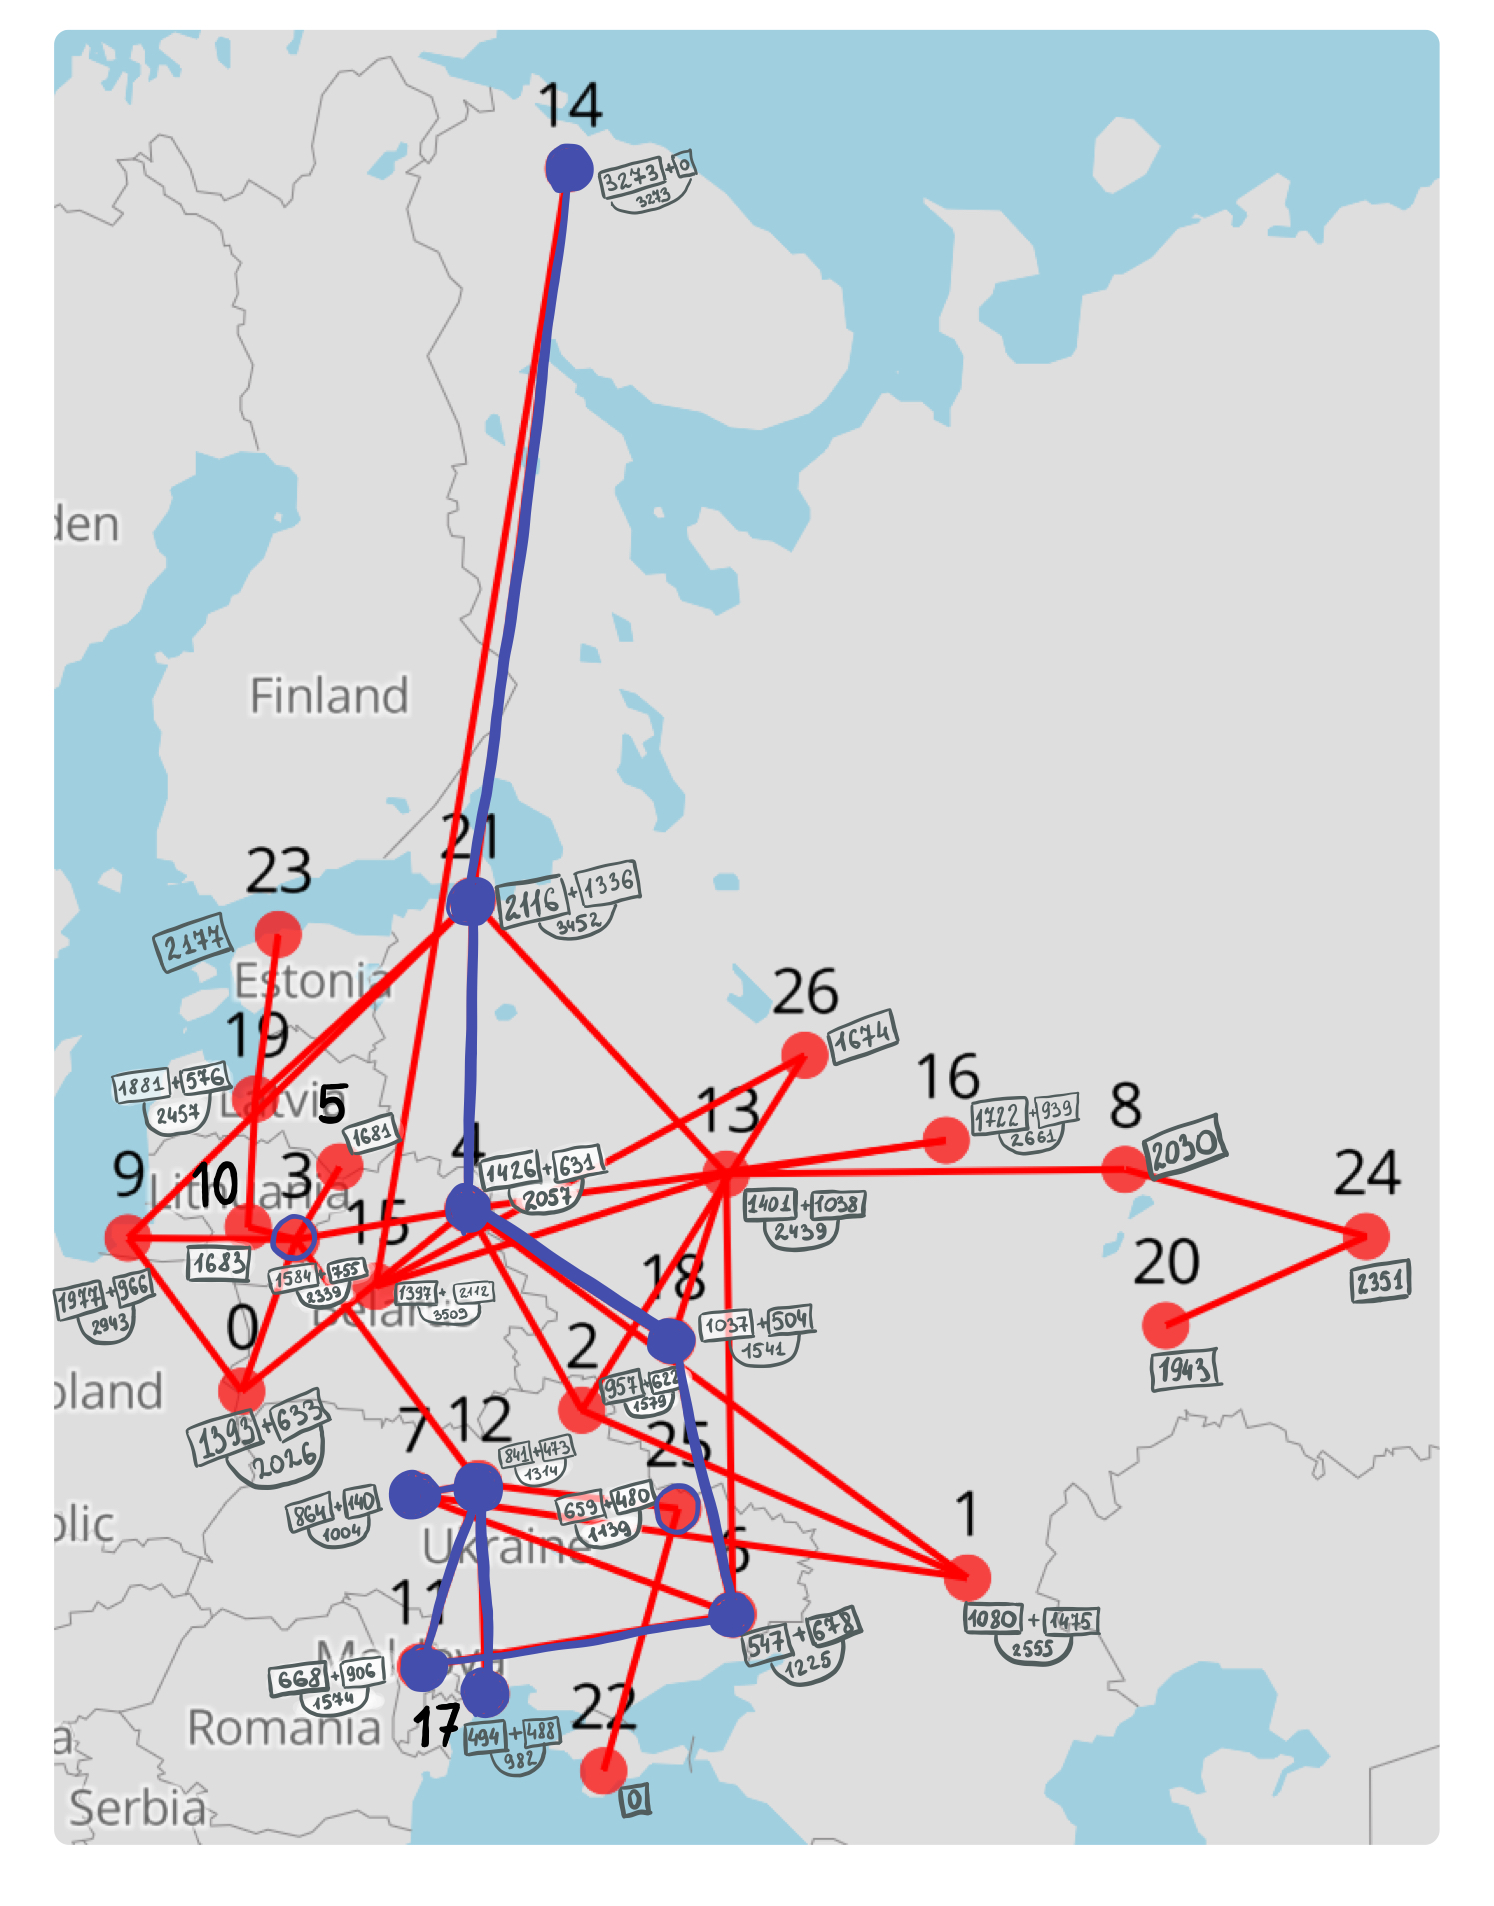 14
3273 + 0
3273
den
Finland
21
2116 + 1336
3452
23
2177
Estonia
19
26
1674
1881 + 576
2457
Latvia
5
1681
13
16
1722 + 939
2661
8
2030
24
4
1426 + 631
2057
9
10
Lithuania
3
15
1401 + 1038
2439
1683
1584 + 755
2339
1397 + 2112
3509
Belarus
18
20
2351
1977 + 966
2943
0
2
1037 + 504
1541
1943
oland
957 + 622
1579
1393 + 633
2026
7
12
841 + 473
1314
25
864 + 140
1004
659 + 480
1139
blic
Ukraine
6
1
1080 + 1475
2555
11
Moldova
547 + 678
1225
668 + 906
1574
Romania
17
494 + 488
982
22
a
0
Serbia